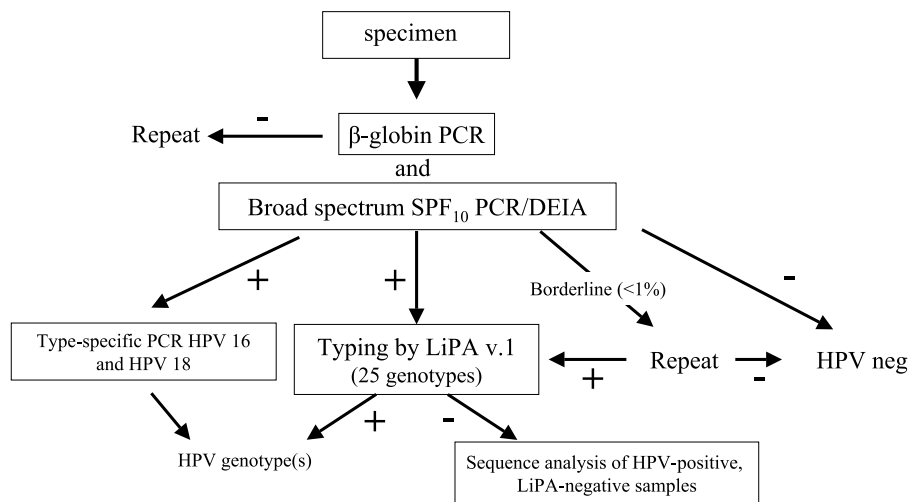 specimen
-
Repeat
β-globin PCR
and
Broad spectrum SPF₁₀ PCR/DEIA
+
+
Borderline (<1%)
-
Type-specific PCR HPV 16
and HPV 18
Typing by LiPA v.1
(25 genotypes)
+
Repeat
-
HPV neg
+
-
HPV genotype(s)
Sequence analysis of HPV-positive,
LiPA-negative samples